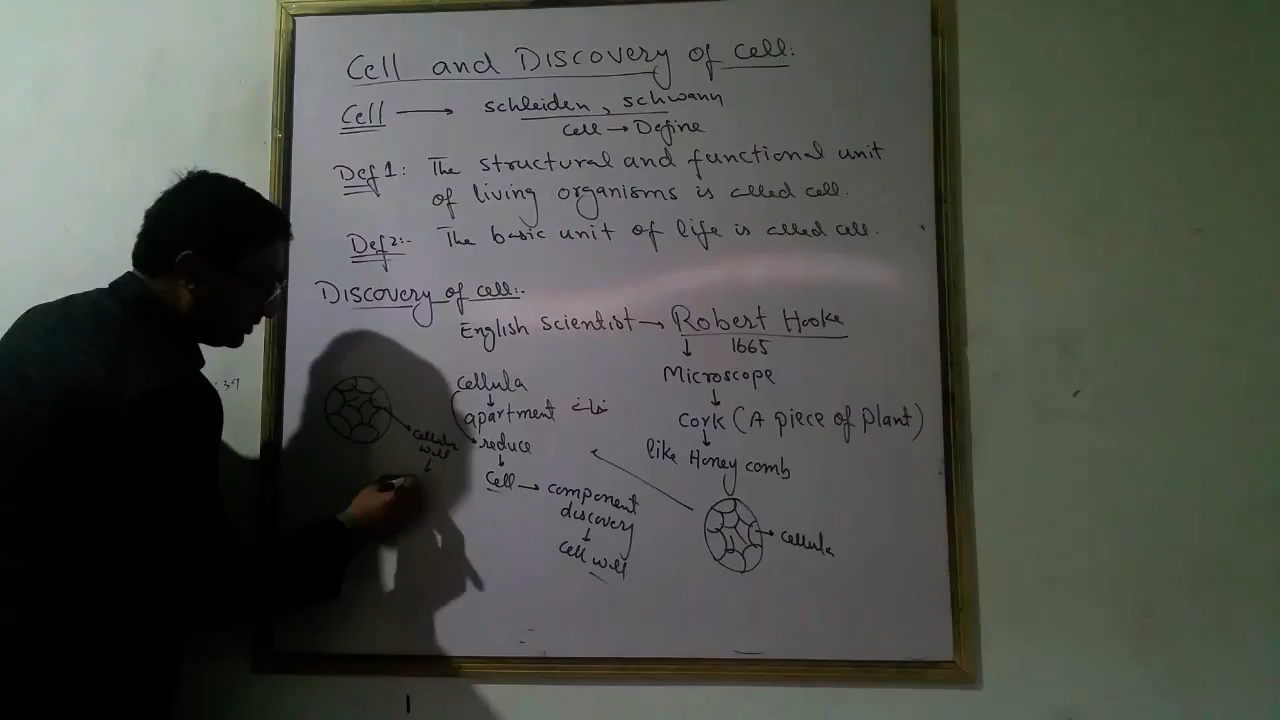 Cell and Discovery of cell:
Cell → schleiden, schwann
cell → Define
Def 1: The structural and functional unit
of living organisms is called cell.
Def 2:- The basic unit of life is called cell.
Discovery of cell:-
English Scientist → Robert Hooke
1665
Microscope
Cork (A piece of Plant)
like Honey comb
cellula
cellula
apartment
reduce
Cell → component
discovery
Cell wall
Cellular
wall
:37